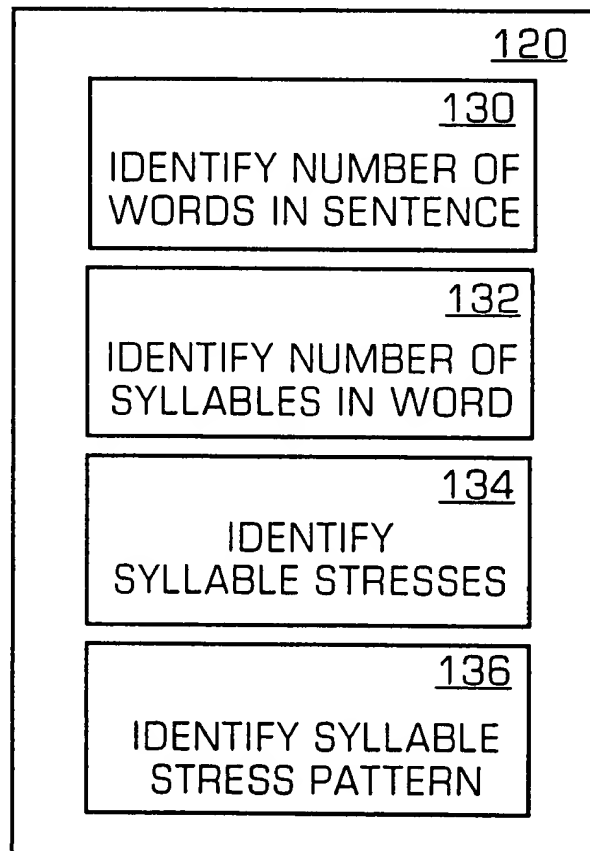 120
130
IDENTIFY NUMBER OF
WORDS IN SENTENCE
132
IDENTIFY NUMBER OF
SYLLABLES IN WORD
134
IDENTIFY
SYLLABLE STRESSES
136
IDENTIFY SYLLABLE
STRESS PATTERN